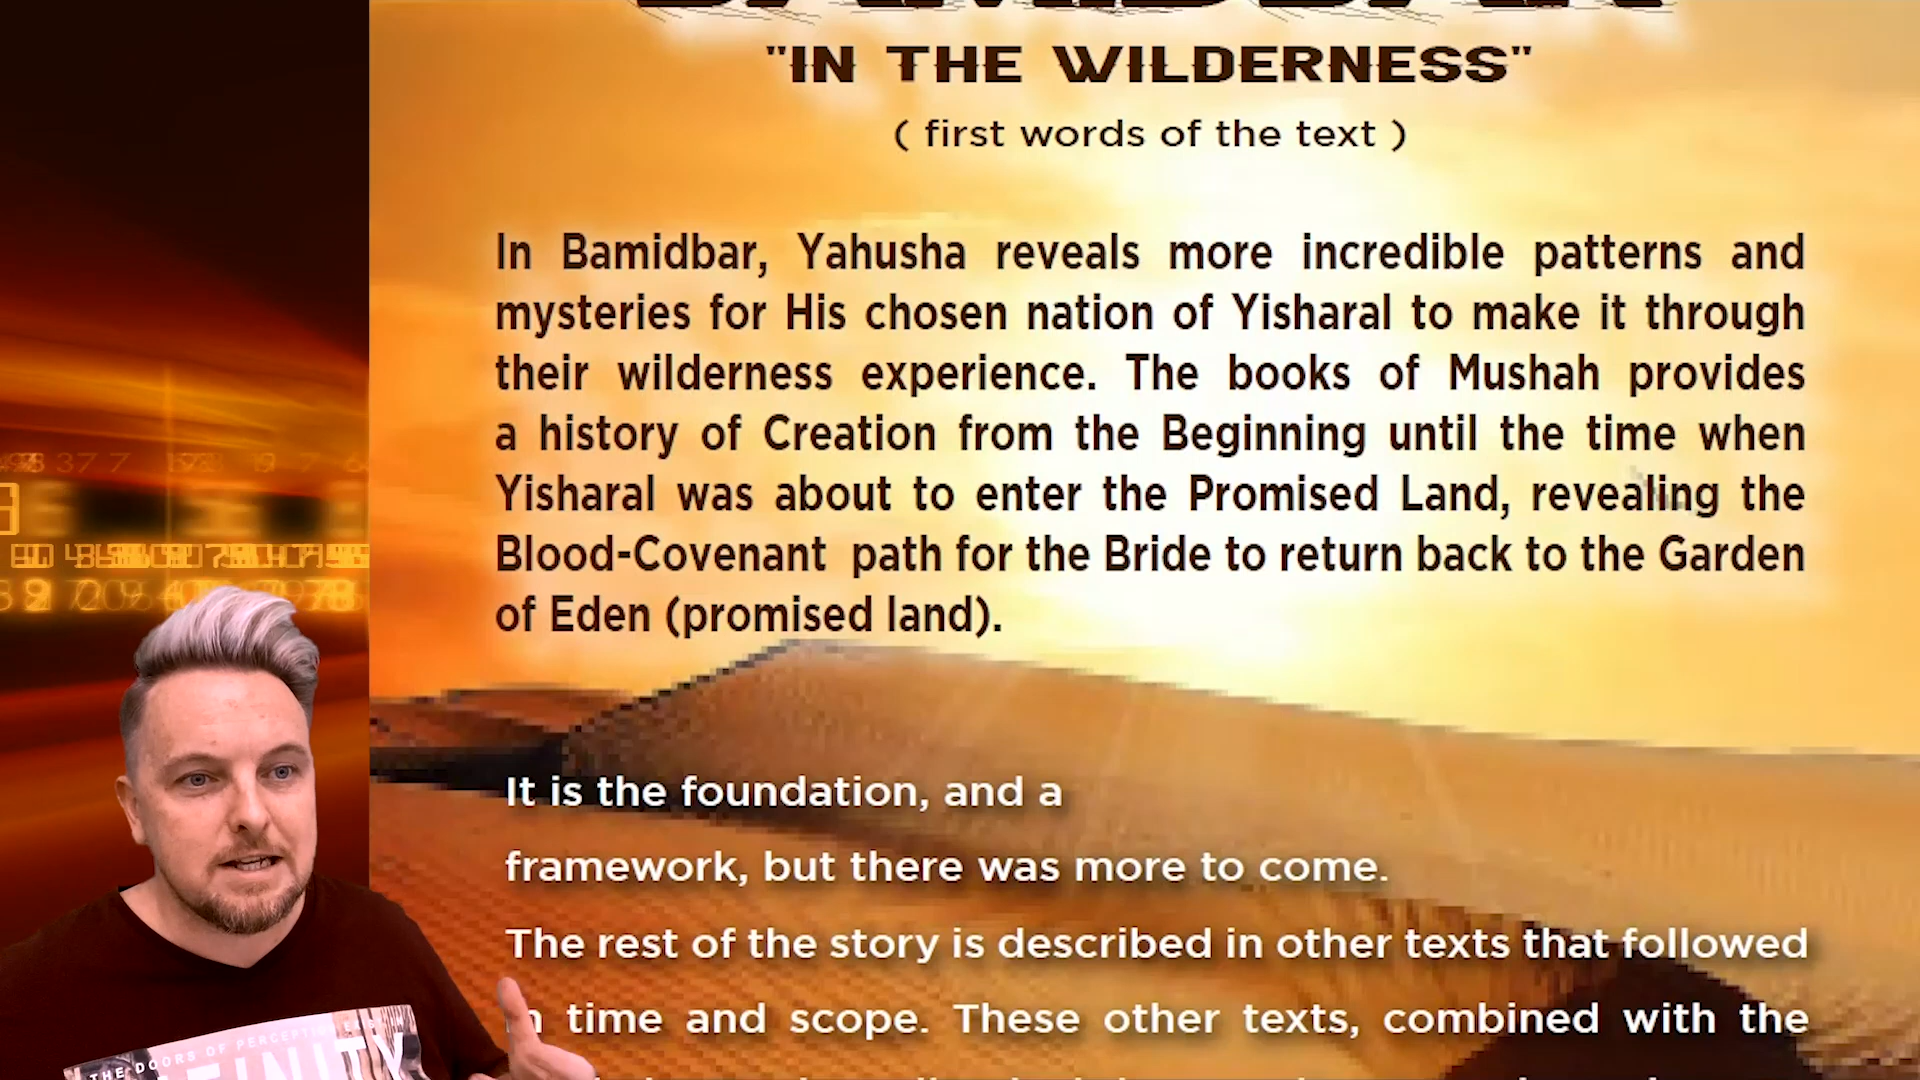 "IN THE WILDERNESS"
( first words of the text )
In Bamidbar, Yahusha reveals more incredible patterns and
mysteries for His chosen nation of Yisharal to make it through
their wilderness experience. The books of Mushah provides
a history of Creation from the Beginning until the time when
Yisharal was about to enter the Promised Land, revealing the
Blood-Covenant path for the Bride to return back to the Garden
of Eden (promised land).
It is the foundation, and a
framework, but there was more to come.
The rest of the story is described in other texts that followed
time and scope. These other texts, combined with the
THE DOORS OF PERCEPTION